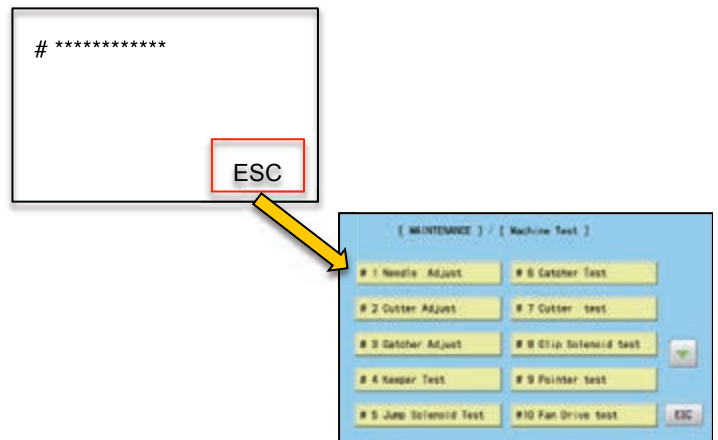 # ************
ESC
[ MAINTENANCE ] / [ Machine Test ]
# 1 Needle Adjust
# 6 Catcher Test
# 2 Cutter Adjust
# 7 Cutter test
# 3 Catcher Adjust
# 8 Clip Solenoid test
# 4 Keeper Test
# 9 Pointer test
# 5 Jump Solenoid Test
#10 Fan Drive test
ESC